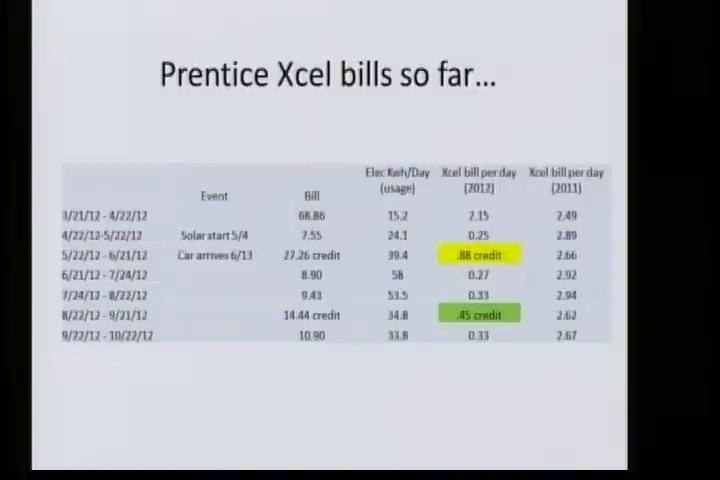 Prentice Xcel bills so far...
Event Bill Elec Kwh/Day (usage) Xcel bill per day (2012) Xcel bill per day (2011)
3/21/12 - 4/22/12 68.86 15.2 2.15 2.49
4/22/12-5/22/12 Solar start 5/4 7.55 24.1 0.25 2.89
5/22/12 - 6/21/12 Car arrives 6/13 27.26 credit 39.4 .88 credit 2.66
6/21/12 - 7/24/12 8.90 58 0.27 2.92
7/24/12 - 8/22/12 9.43 53.5 0.33 2.94
8/22/12 - 9/21/12 14.44 credit 34.8 .45 credit 2.62
9/22/12 - 10/22/12 10.90 33.8 0.33 2.67